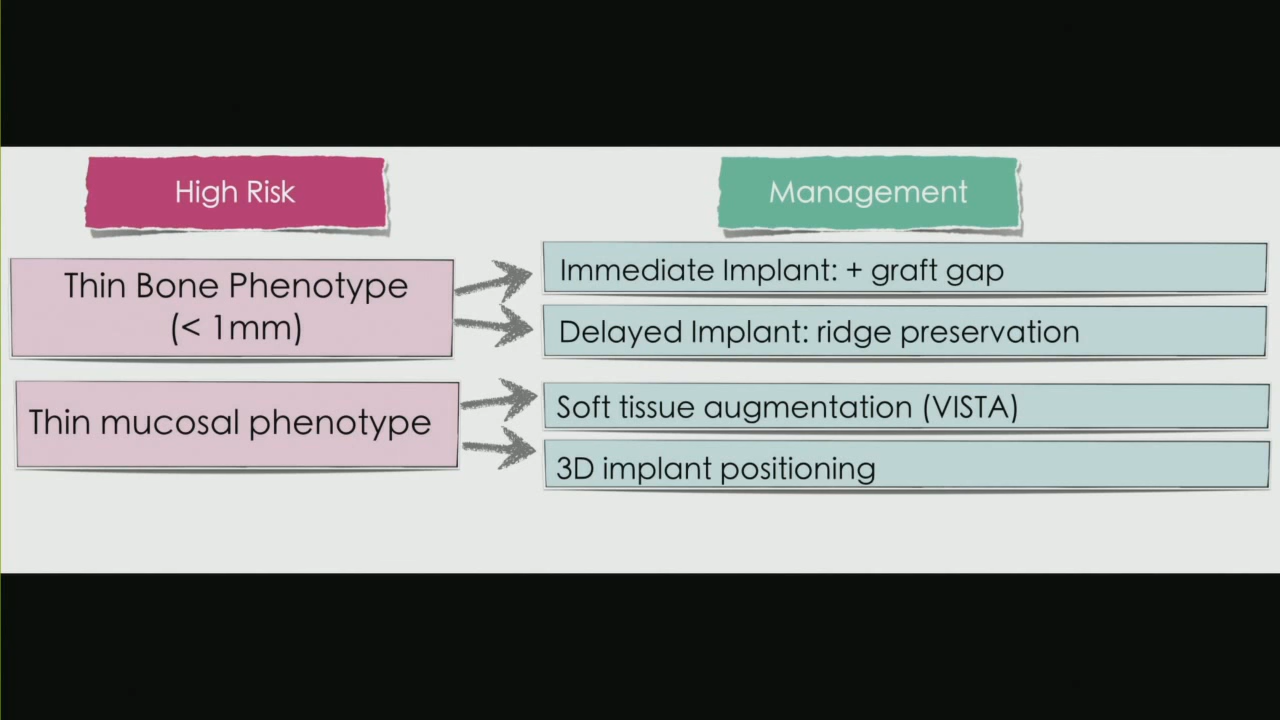 High Risk
Management
Thin Bone Phenotype
(< 1mm)
Immediate Implant: + graft gap
Delayed Implant: ridge preservation
Thin mucosal phenotype
Soft tissue augmentation (VISTA)
3D implant positioning